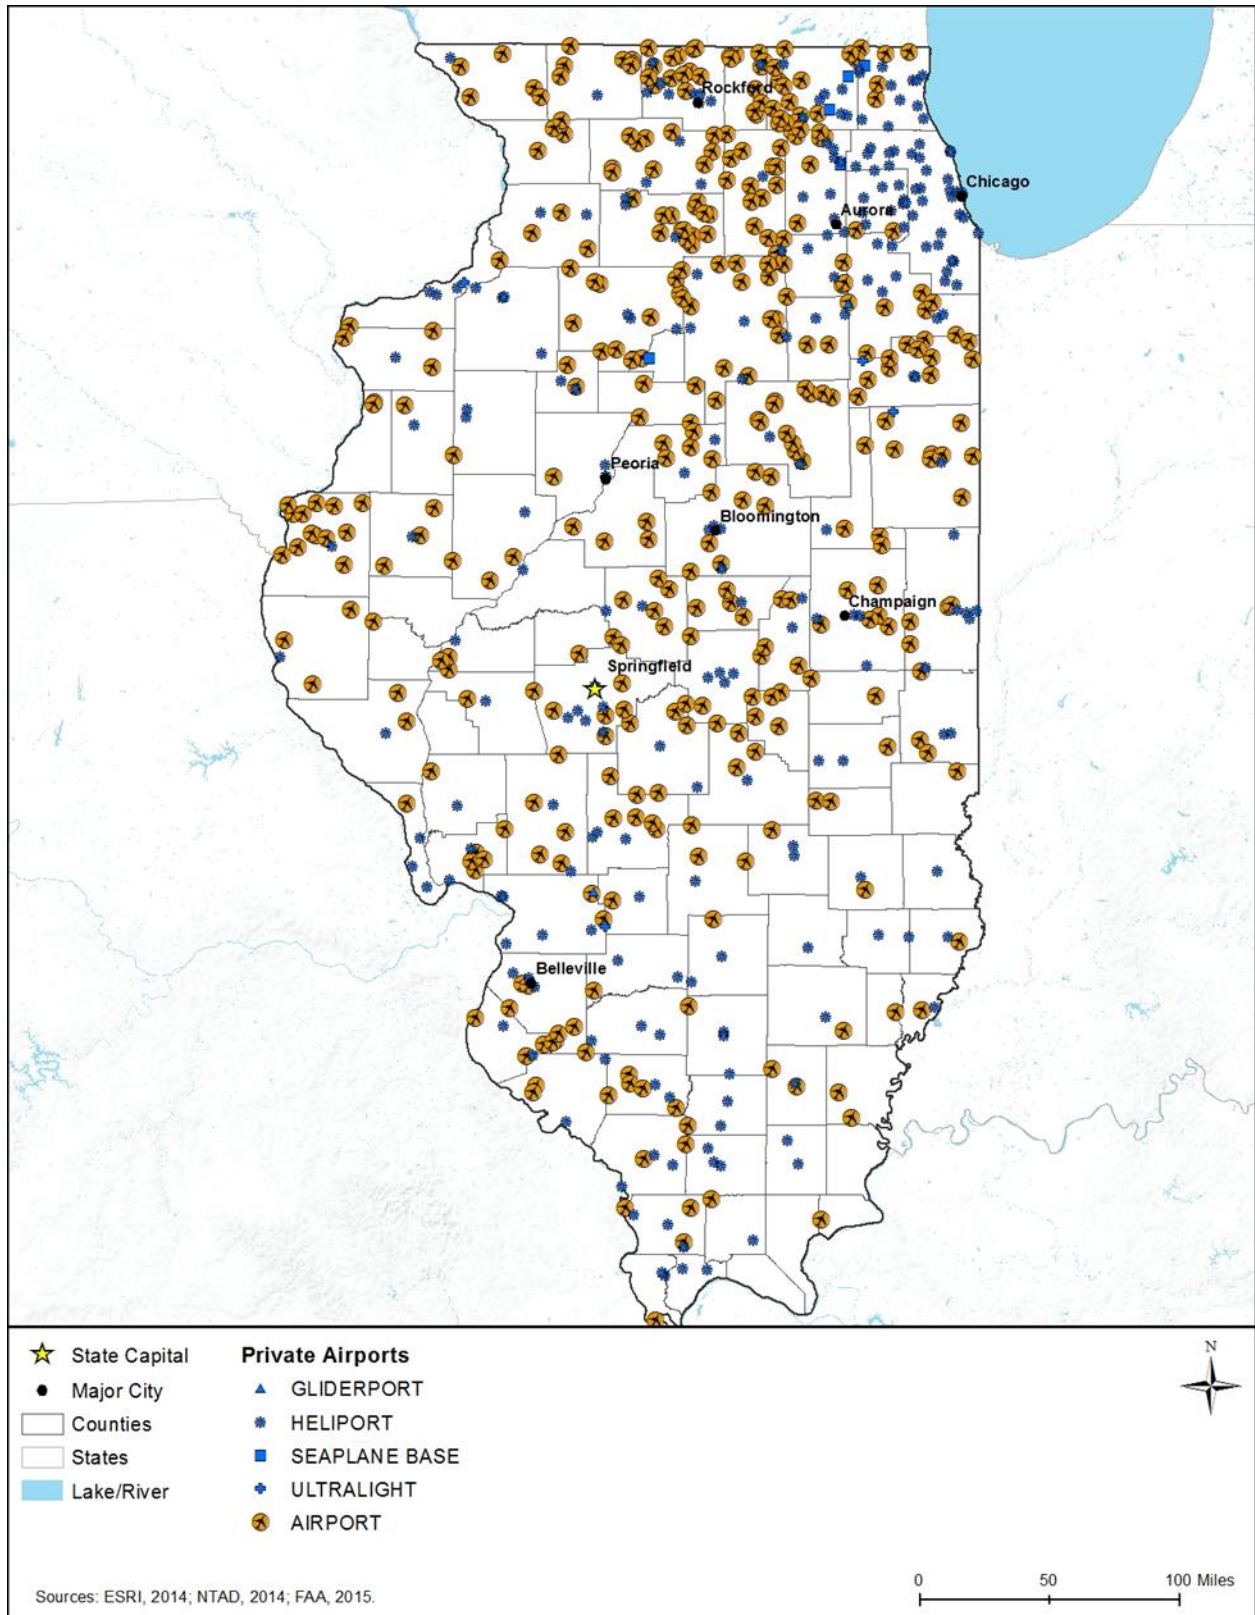 Rockford
Chicago
Aurora
Peoria
Bloomington
Champaign
Springfield
Belleville
State Capital
Major City
Counties
States
Lake/River
Private Airports
GLIDERPORT
HELIPORT
SEAPLANE BASE
ULTRALIGHT
AIRPORT
N
Sources: ESRI, 2014; NTAD, 2014; FAA, 2015.
0 50 100 Miles